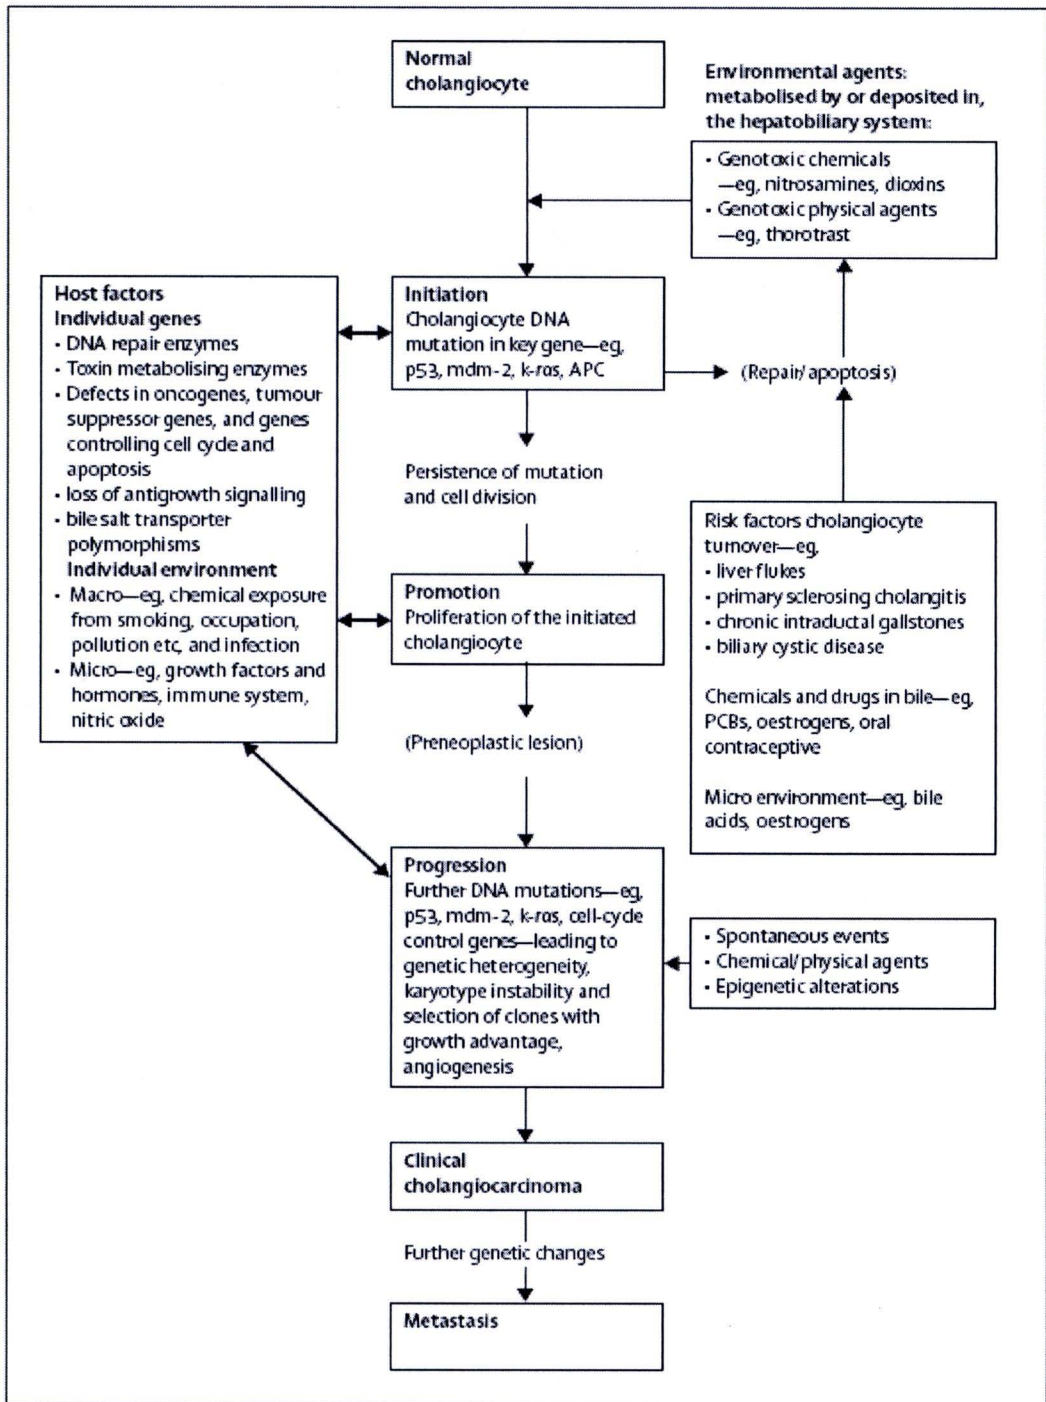 Normal
cholangiocyte
Environmental agents:
metabolised by or deposited in,
the hepatobiliary system:
• Genotoxic chemicals
—eg, nitrosamines, dioxins
• Genotoxic physical agents
—eg, thorotrast
Host factors
Individual genes
• DNA repair enzymes
• Toxin metabolising enzymes
• Defects in oncogenes, tumour
suppressor genes, and genes
controlling cell cycle and
apoptosis
• loss of antigrowth signalling
• bile salt transporter
polymorphisms
Individual environment
• Macro—eg, chemical exposure
from smoking, occupation,
pollution etc, and infection
• Micro—eg, growth factors and
hormones, immune system,
nitric oxide
Initiation
Cholangiocyte DNA
mutation in key gene—eg,
p53, mdm-2, k-ras, APC
(Repair/apoptosis)
Persistence of mutation
and cell division
Risk factors cholangiocyte
turnover—eg,
• liver flukes
• primary sclerosing cholangitis
• chronic intraductal gallstones
• biliary cystic disease
Chemicals and drugs in bile—eg,
PCBs, oestrogens, oral
contraceptive
Micro environment—eg, bile
acids, oestrogens
Promotion
Proliferation of the initiated
cholangiocyte
(Preneoplastic lesion)
Progression
Further DNA mutations—eg,
p53, mdm-2, k-ras, cell-cycle
control genes—leading to
genetic heterogeneity,
karyotype instability and
selection of clones with
growth advantage,
angiogenesis
• Spontaneous events
• Chemical/physical agents
• Epigenetic alterations
Clinical
cholangiocarcinoma
Further genetic changes
Metastasis